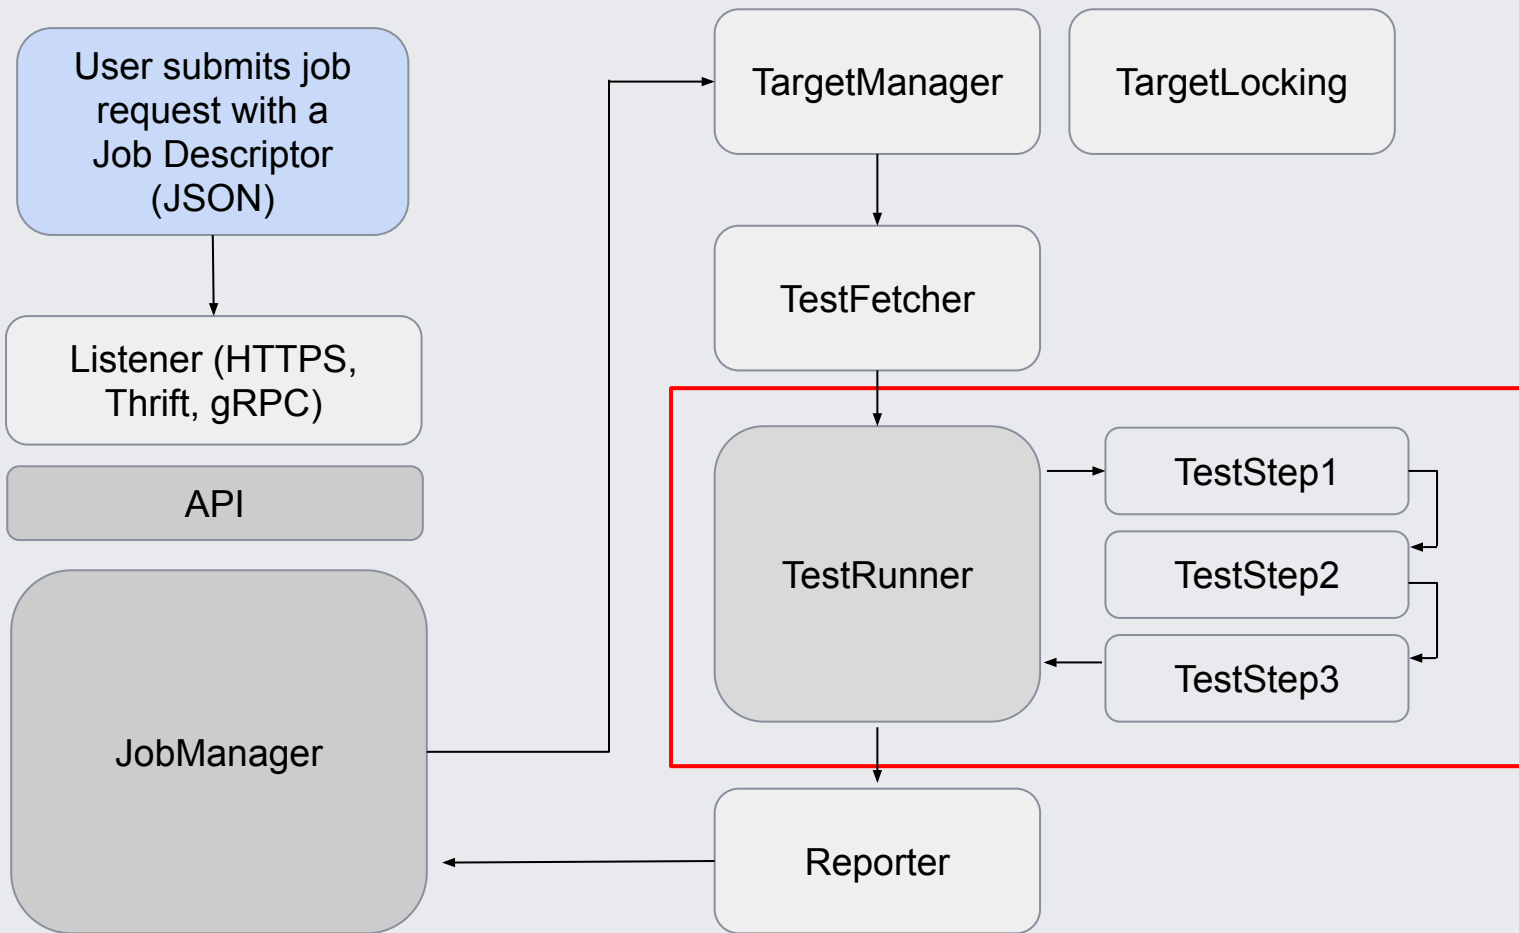 User submits job
request with a
Job Descriptor
(JSON)
Listener (HTTPS,
Thrift, gRPC)
API
JobManager
TargetManager
TargetLocking
TestFetcher
TestRunner
TestStep1
TestStep2
TestStep3
Reporter